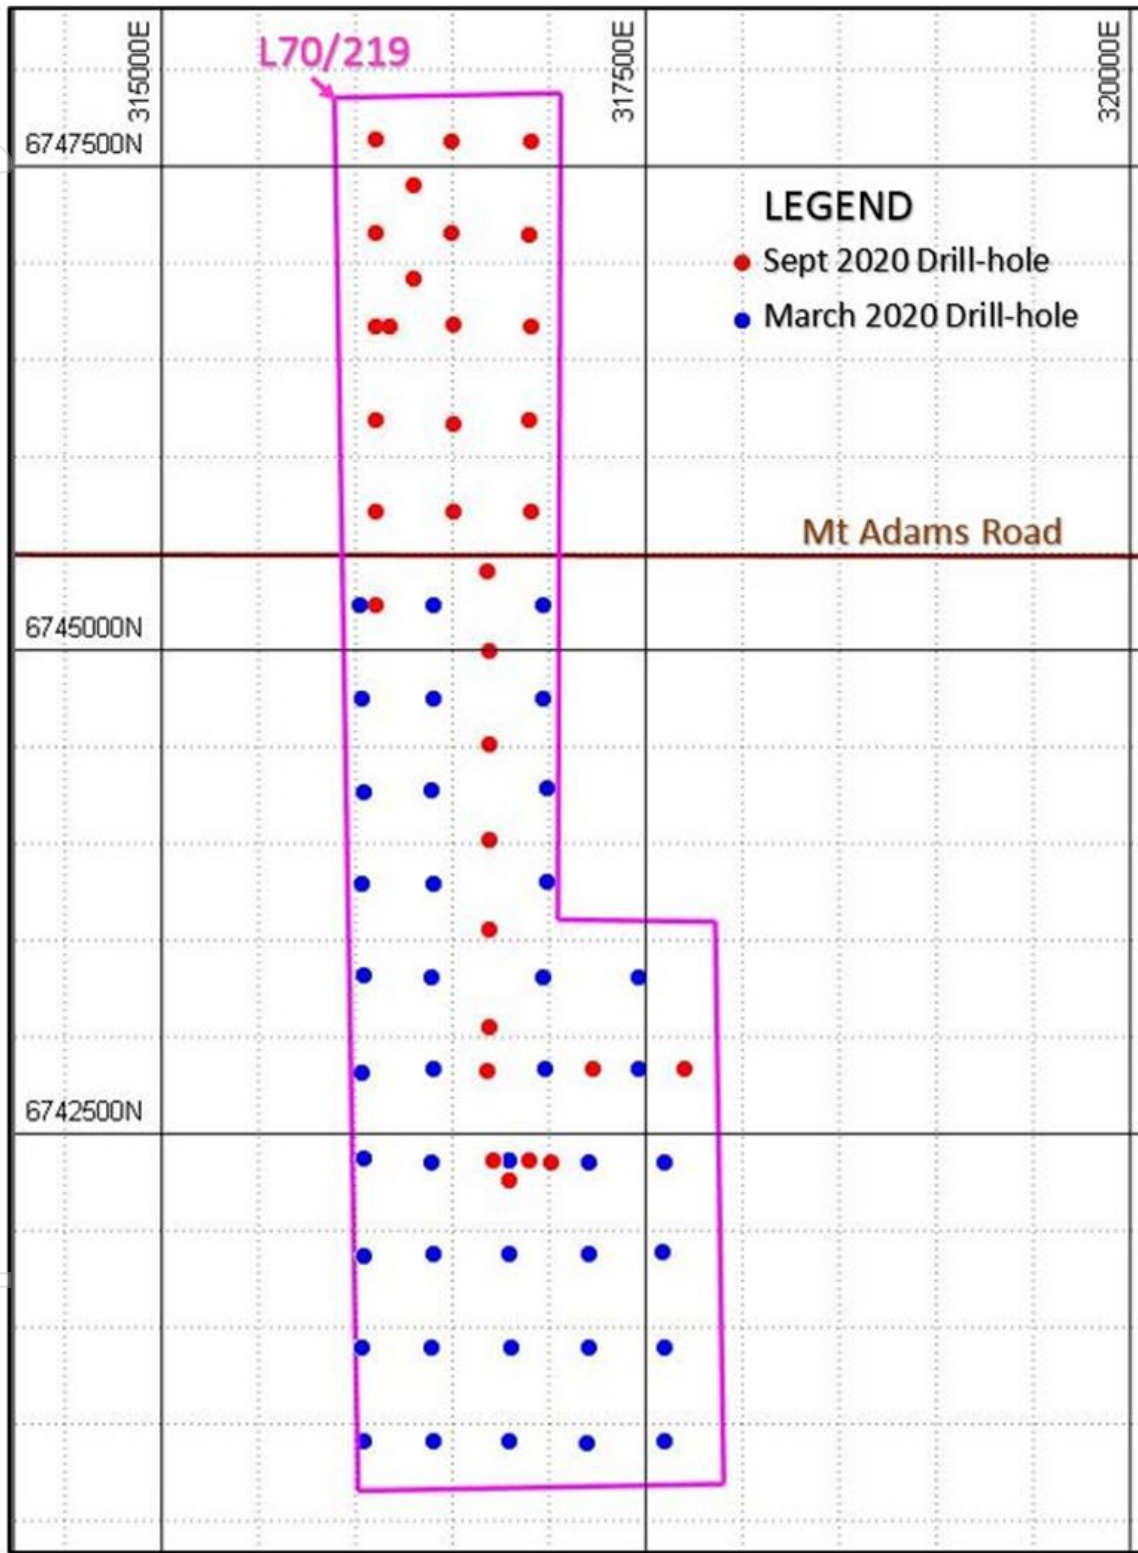 L70/219
315000E
317500E
320000E
6747500N
LEGEND
Sept 2020 Drill-hole
March 2020 Drill-hole
Mt Adams Road
6745000N
6742500N